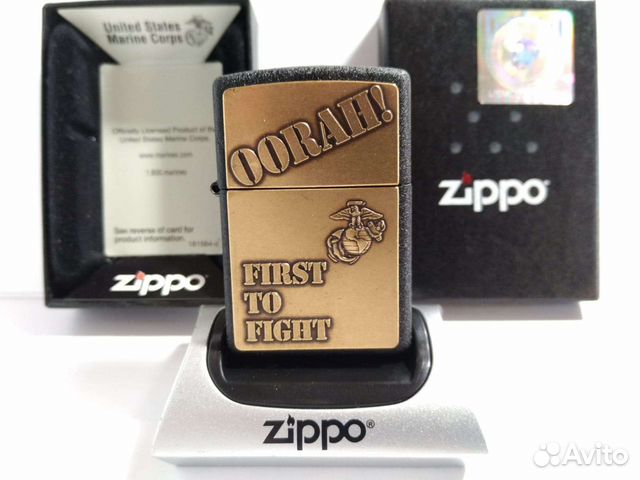 United States
Marine Corps
Officially Licensed Product of the
United States Marine Corps.
www.marines.com
1.800.marines
See reverse of card for
product information.
zippo
OORAH!
FIRST
TO
FIGHT
zippo®
zippo®
Avito